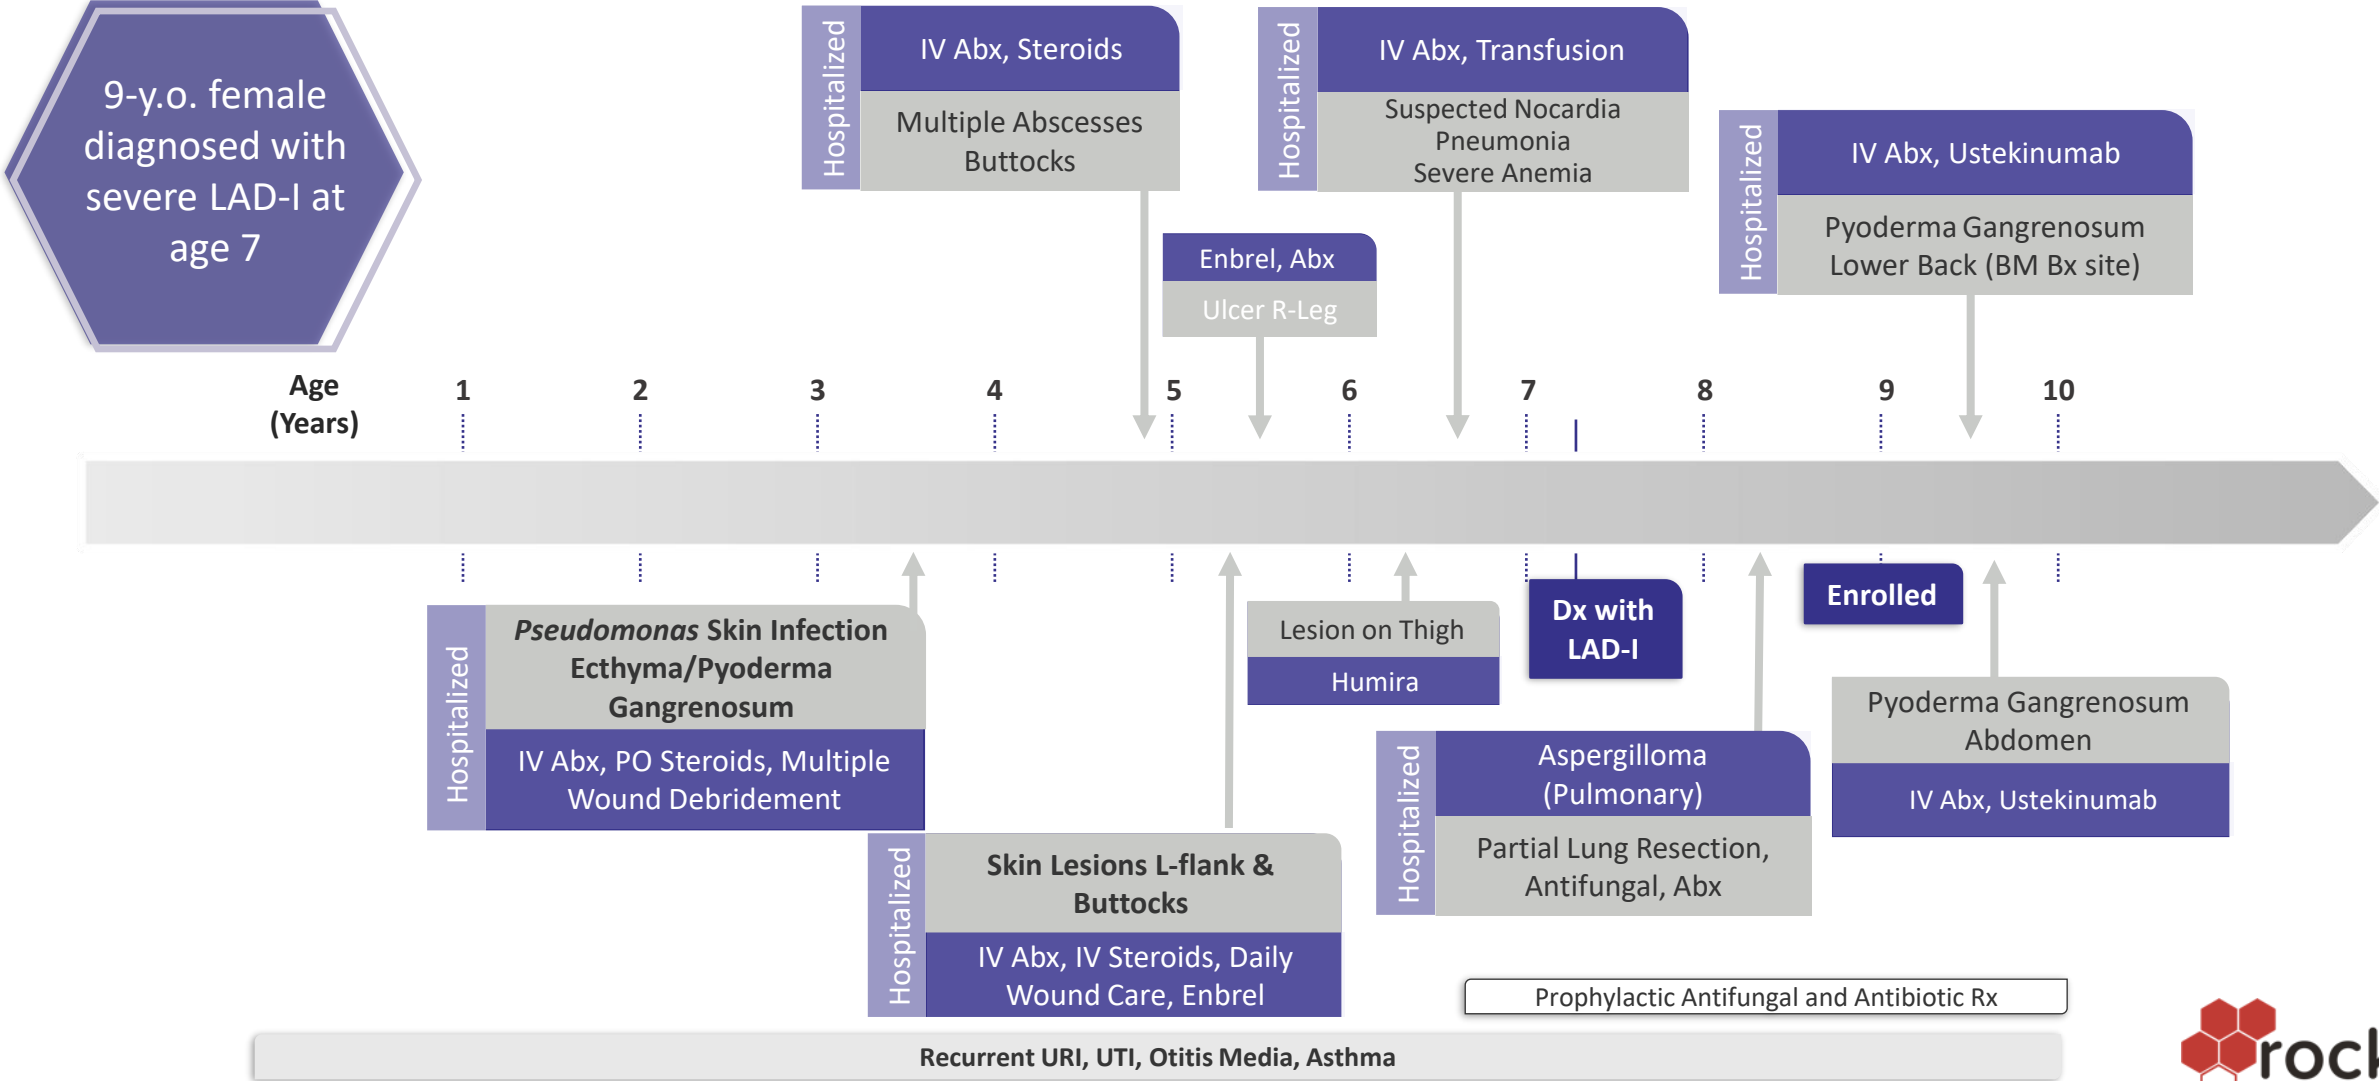 9-y.o. female
diagnosed with
severe LAD-I at
age 7
Hospitalized
IV Abx, Steroids
Multiple Abscesses
Buttocks
Hospitalized
IV Abx, Transfusion
Suspected Nocardia
Pneumonia
Severe Anemia
Enbrel, Abx
Ulcer R-Leg
Hospitalized
IV Abx, Ustekinumab
Pyoderma Gangrenosum
Lower Back (BM Bx site)
Age
(Years)
1 2 3 4 5 6 7 8 9 10
Hospitalized
Pseudomonas Skin Infection
Ecthyma/Pyoderma
Gangrenosum
IV Abx, PO Steroids, Multiple
Wound Debridement
Hospitalized
Skin Lesions L-flank &
Buttocks
IV Abx, IV Steroids, Daily
Wound Care, Enbrel
Lesion on Thigh
Humira
Dx with
LAD-I
Hospitalized
Aspergilloma
(Pulmonary)
Partial Lung Resection,
Antifungal, Abx
Enrolled
Pyoderma Gangrenosum
Abdomen
IV Abx, Ustekinumab
Prophylactic Antifungal and Antibiotic Rx
Recurrent URI, UTI, Otitis Media, Asthma
rock